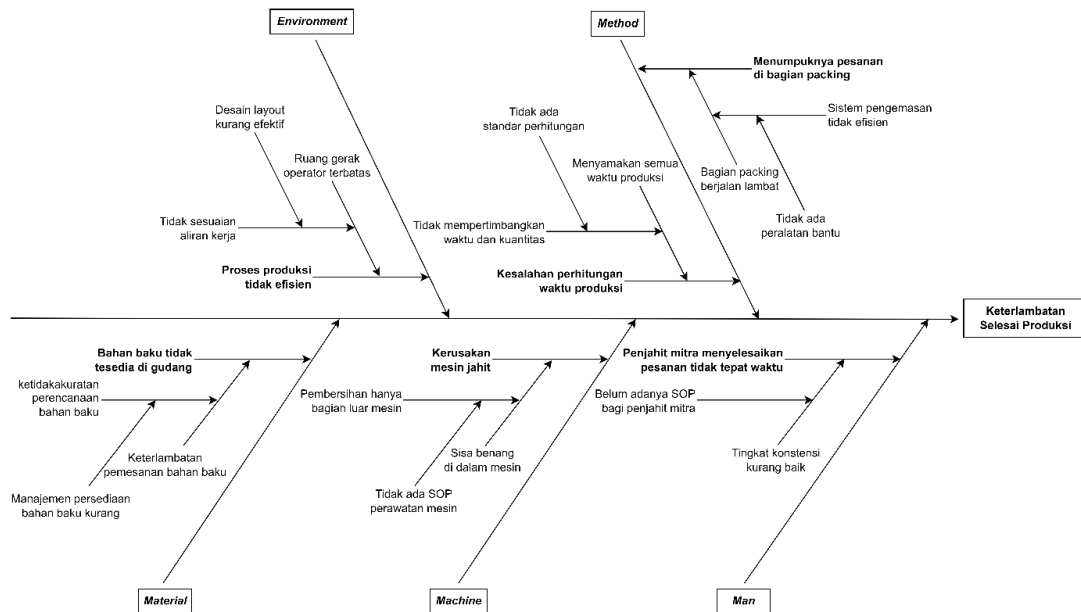 Environment
Method
Menumpuknya pesanan
di bagian packing
Desain layout
kurang efektif
Tidak ada
standar perhitungan
Sistem pengemasan
tidak efisien
Ruang gerak
operator terbatas
Menyamakan semua
waktu produksi
Bagian packing
berjalan lambat
Tidak sesuaian
aliran kerja
Tidak mempertimbangkan
waktu dan kuantitas
Tidak ada
peralatan bantu
Proses produksi
tidak efisien
Kesalahan perhitungan
waktu produksi
Keterlambatan
Selesai Produksi
Bahan baku tidak
tesedia di gudang
Kerusakan
mesin jahit
Penjahit mitra menyelesaikan
pesanan tidak tepat waktu
ketidakakuratan
perencanaan
bahan baku
Pembersihan hanya
bagian luar mesin
Belum adanya SOP
bagi penjahit mitra
Keterlambatan
pemesanan bahan baku
Sisa benang
di dalam mesin
Tingkat konstensi
kurang baik
Manajemen persediaan
bahan baku kurang
Tidak ada SOP
perawatan mesin
Material
Machine
Man